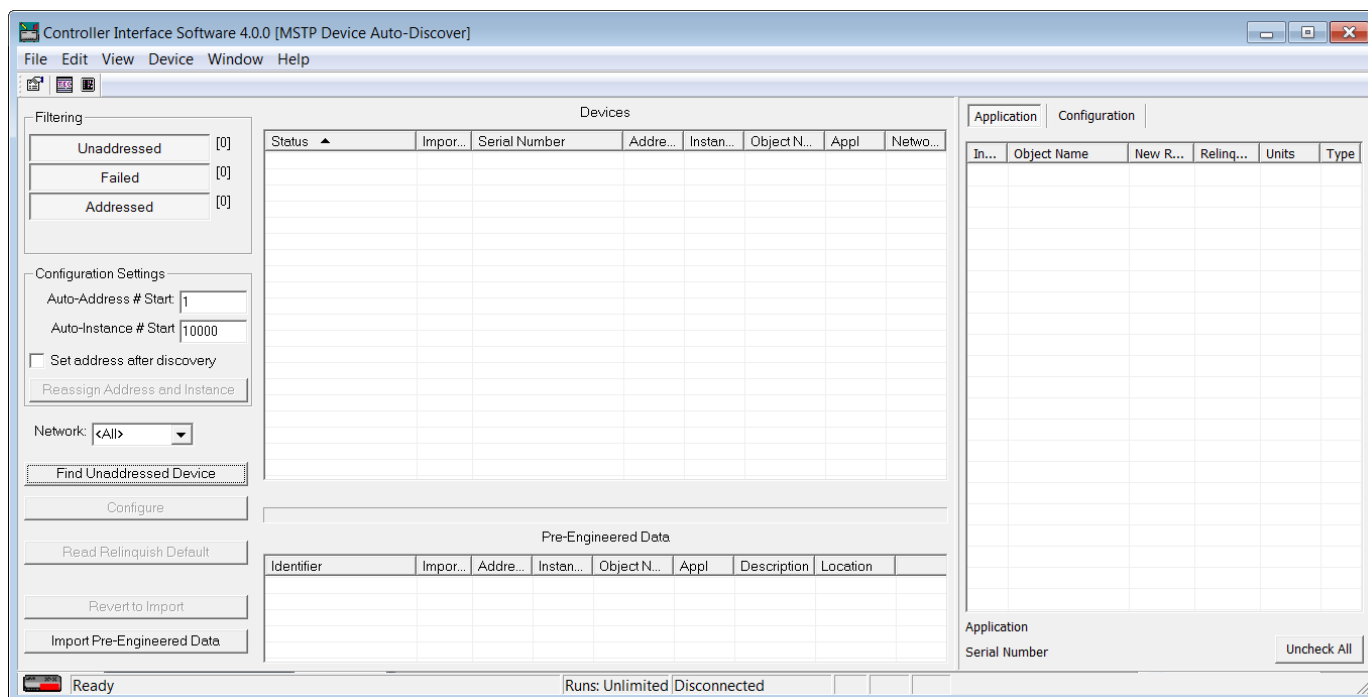 Controller Interface Software 4.0.0 [MSTP Device Auto-Discover]
File Edit View Device Window Help
Filtering
Unaddressed [0]
Failed [0]
Addressed [0]
Configuration Settings
Auto-Address # Start: 1
Auto-Instance # Start 10000
Set address after discovery
Reassign Address and Instance
Network: <All>
Find Unaddressed Device
Configure
Read Relinquish Default
Revert to Import
Import Pre-Engineered Data
Devices
Status Impor... Serial Number Addre... Instan... Object N... Appl Netwo...
Pre-Engineered Data
Identifier Impor... Addre... Instan... Object N... Appl Description Location
Application Configuration
In... Object Name New R... Relinq... Units Type
Application
Serial Number
Uncheck All
Ready Runs: Unlimited Disconnected